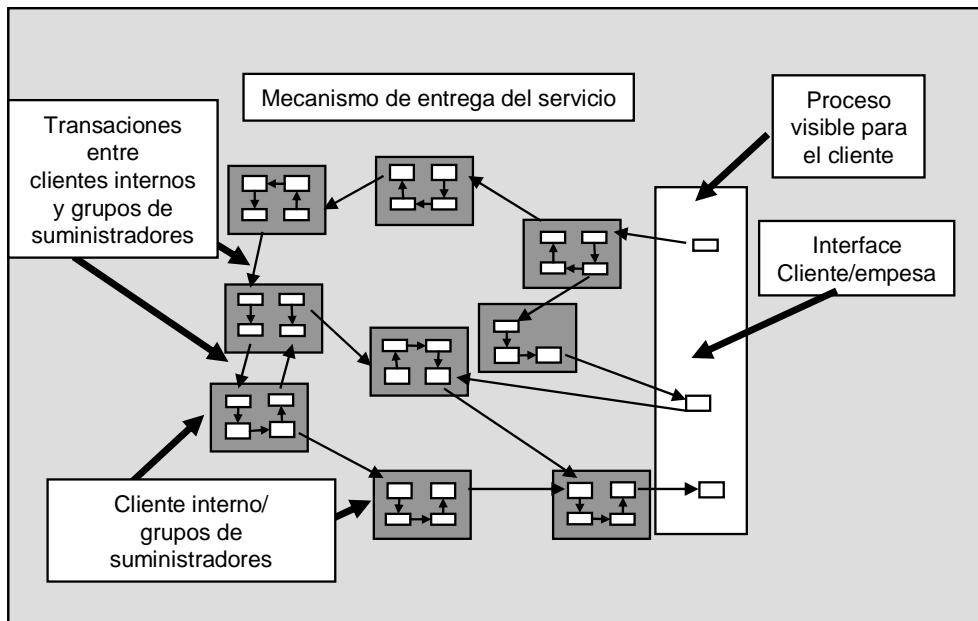 Mecanismo de entrega del servicio
Transaciones
entre
clientes internos
y grupos de
suministradores
Proceso
visible para
el cliente
Interface
Cliente/empesa
Cliente interno/
grupos de
suministradores